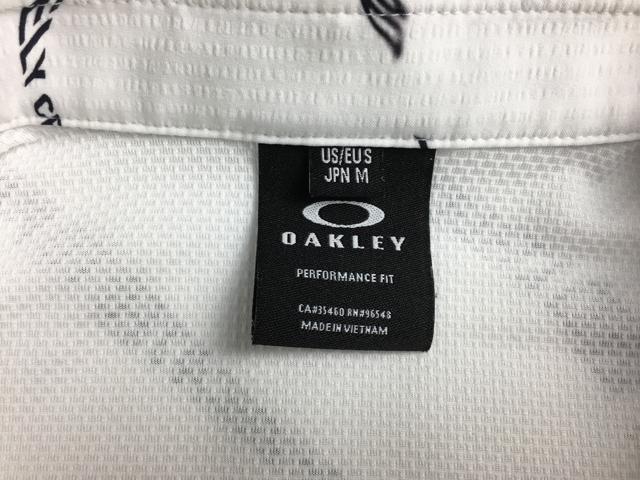 US/EU S
JPN M
OAKLEY
PERFORMANCE FIT
CA#35460 RN#96548
MADE IN VIETNAM